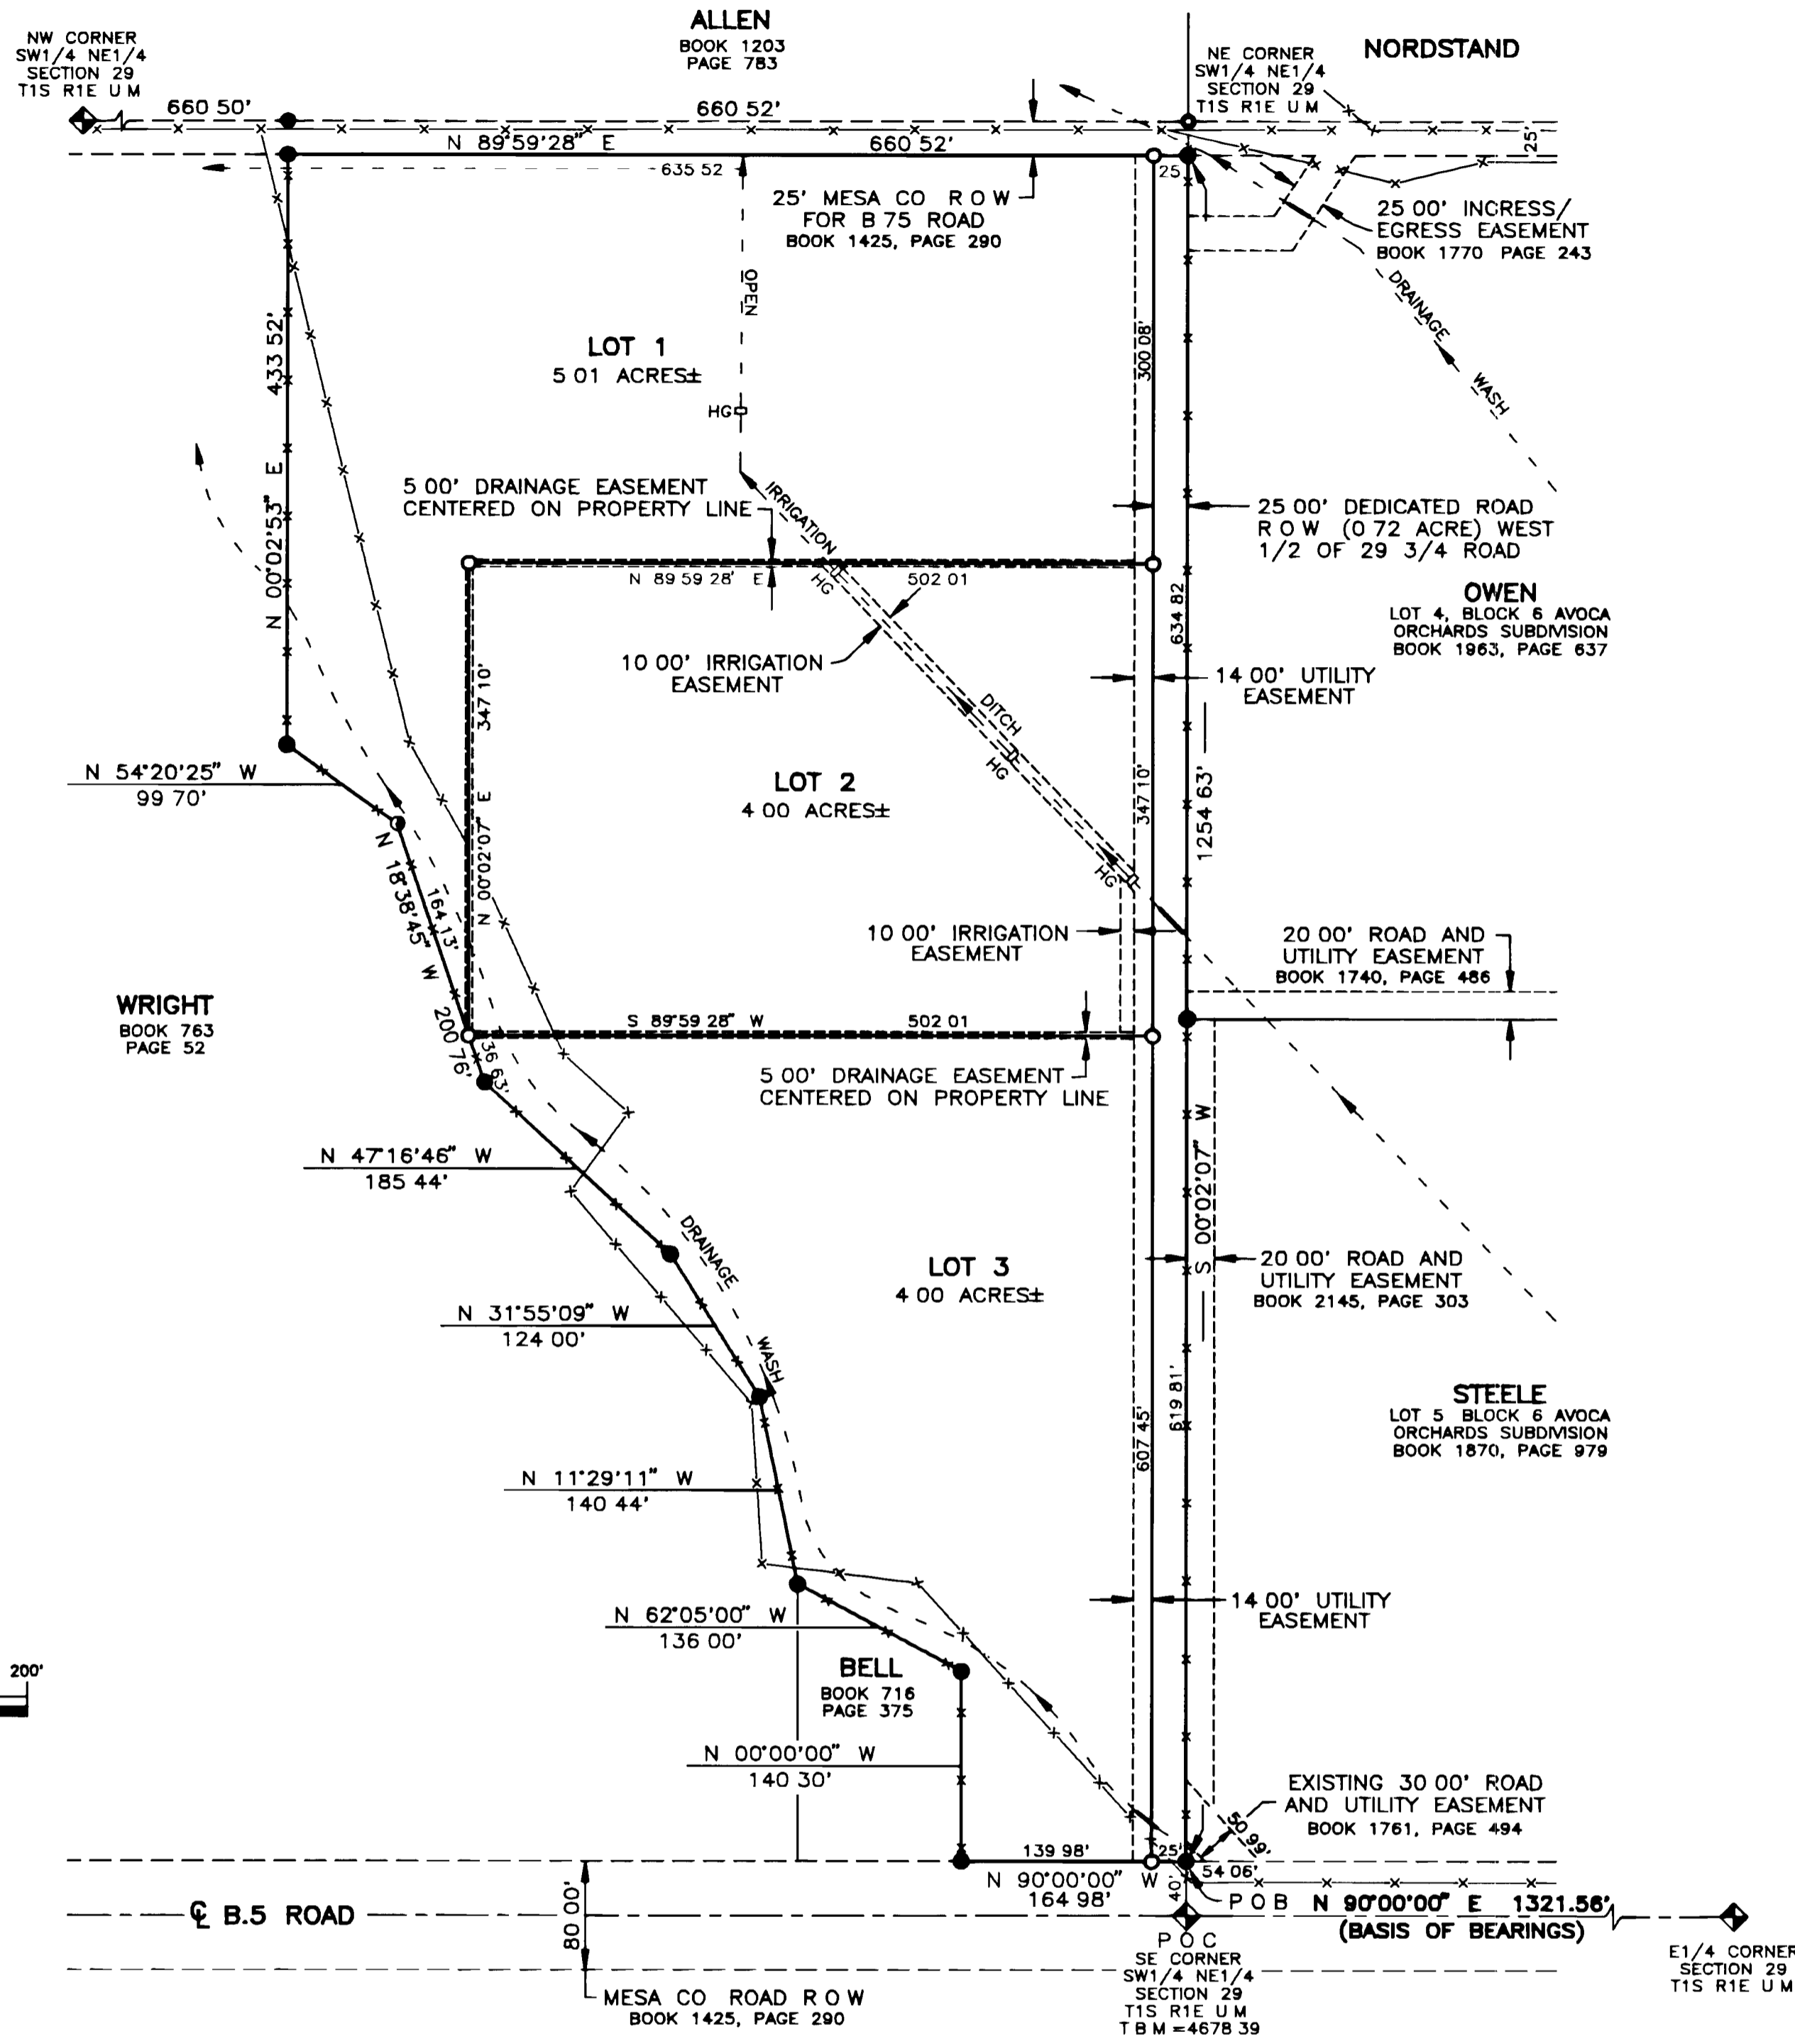 ALLEN
BOOK 1203
PAGE 783
NW CORNER
SW1/4 NE1/4
SECTION 29
T1S R1E U M
NE CORNER
SW1/4 NE1/4
SECTION 29
T1S R1E U M
NORDSTAND
660 50'
660 52'
N 89°59'28" E
660 52'
25'
635 52
25
25' MESA CO R O W
FOR B 75 ROAD
BOOK 1425, PAGE 290
25 00' INGRESS/
EGRESS EASEMENT
BOOK 1770 PAGE 243
OPEN
DRAINAGE
WASH
433 52'
N 00°02'53" E
LOT 1
5 01 ACRES±
300 08'
HG
5 00' DRAINAGE EASEMENT
CENTERED ON PROPERTY LINE
IRRIGATION
25 00' DEDICATED ROAD
R O W (0 72 ACRE) WEST
1/2 OF 29 3/4 ROAD
N 89 59 28' E
HG
502 01
634 82
OWEN
LOT 4, BLOCK 6 AVOCA
ORCHARDS SUBDIVISION
BOOK 1963, PAGE 637
10 00' IRRIGATION
EASEMENT
14 00' UTILITY
EASEMENT
347 10'
N 00°02'07" E
DITCH
HG
N 54°20'25" W
99 70'
LOT 2
4 00 ACRES±
347 10'
1254 63'
N 18°38'45" W
164 13'
200 76'
36 63'
HG
10 00' IRRIGATION
EASEMENT
20 00' ROAD AND
UTILITY EASEMENT
BOOK 1740, PAGE 486
WRIGHT
BOOK 763
PAGE 52
S 89°59 28" W
502 01
5 00' DRAINAGE EASEMENT
CENTERED ON PROPERTY LINE
N 47°16'46" W
185 44'
S 00°02'07" W
DRAINAGE
WASH
LOT 3
4 00 ACRES±
20 00' ROAD AND
UTILITY EASEMENT
BOOK 2145, PAGE 303
N 31°55'09" W
124 00'
619 81'
607 45'
STEELE
LOT 5 BLOCK 6 AVOCA
ORCHARDS SUBDIVISION
BOOK 1870, PAGE 979
N 11°29'11" W
140 44'
14 00' UTILITY
EASEMENT
N 62°05'00" W
136 00'
200'
BELL
BOOK 716
PAGE 375
N 00°00'00" W
140 30'
EXISTING 30 00' ROAD
AND UTILITY EASEMENT
BOOK 1761, PAGE 494
50 99'
139 98'
25'
54 06'
N 90°00'00" W
164 98'
40'
P O B
N 90°00'00" E 1321.56'
(BASIS OF BEARINGS)
℄ B.5 ROAD
80 00'
P O C
SE CORNER
SW1/4 NE1/4
SECTION 29
T1S R1E U M
T B M =4678 39
E1/4 CORNER
SECTION 29
T1S R1E U M
MESA CO ROAD R O W
BOOK 1425, PAGE 290